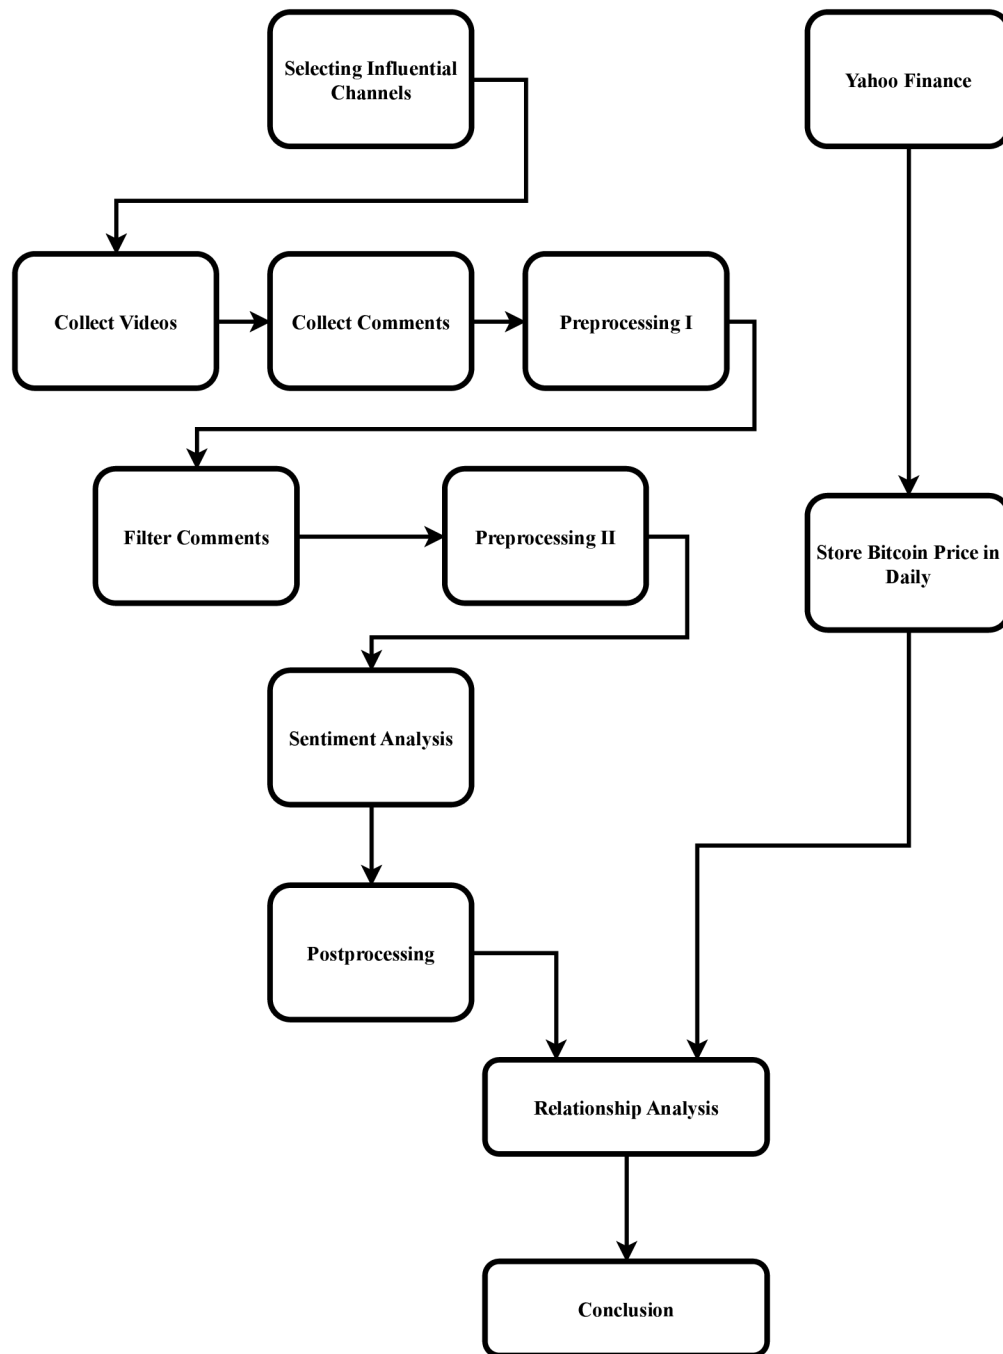 Selecting Influential
Channels
Yahoo Finance
Collect Videos
Collect Comments
Preprocessing I
Filter Comments
Preprocessing II
Store Bitcoin Price in
Daily
Sentiment Analysis
Postprocessing
Relationship Analysis
Conclusion